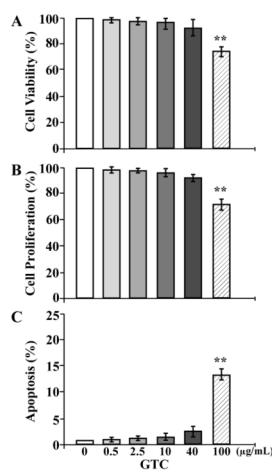 A
Cell Viability (%)
100
80
60
40
20
0
**
B
Cell Proliferation (%)
100
80
60
40
20
0
**
C
Apoptosis (%)
25
20
15
10
5
0
**
0 0.5 2.5 10 40 100 (μg/mL)
GTC